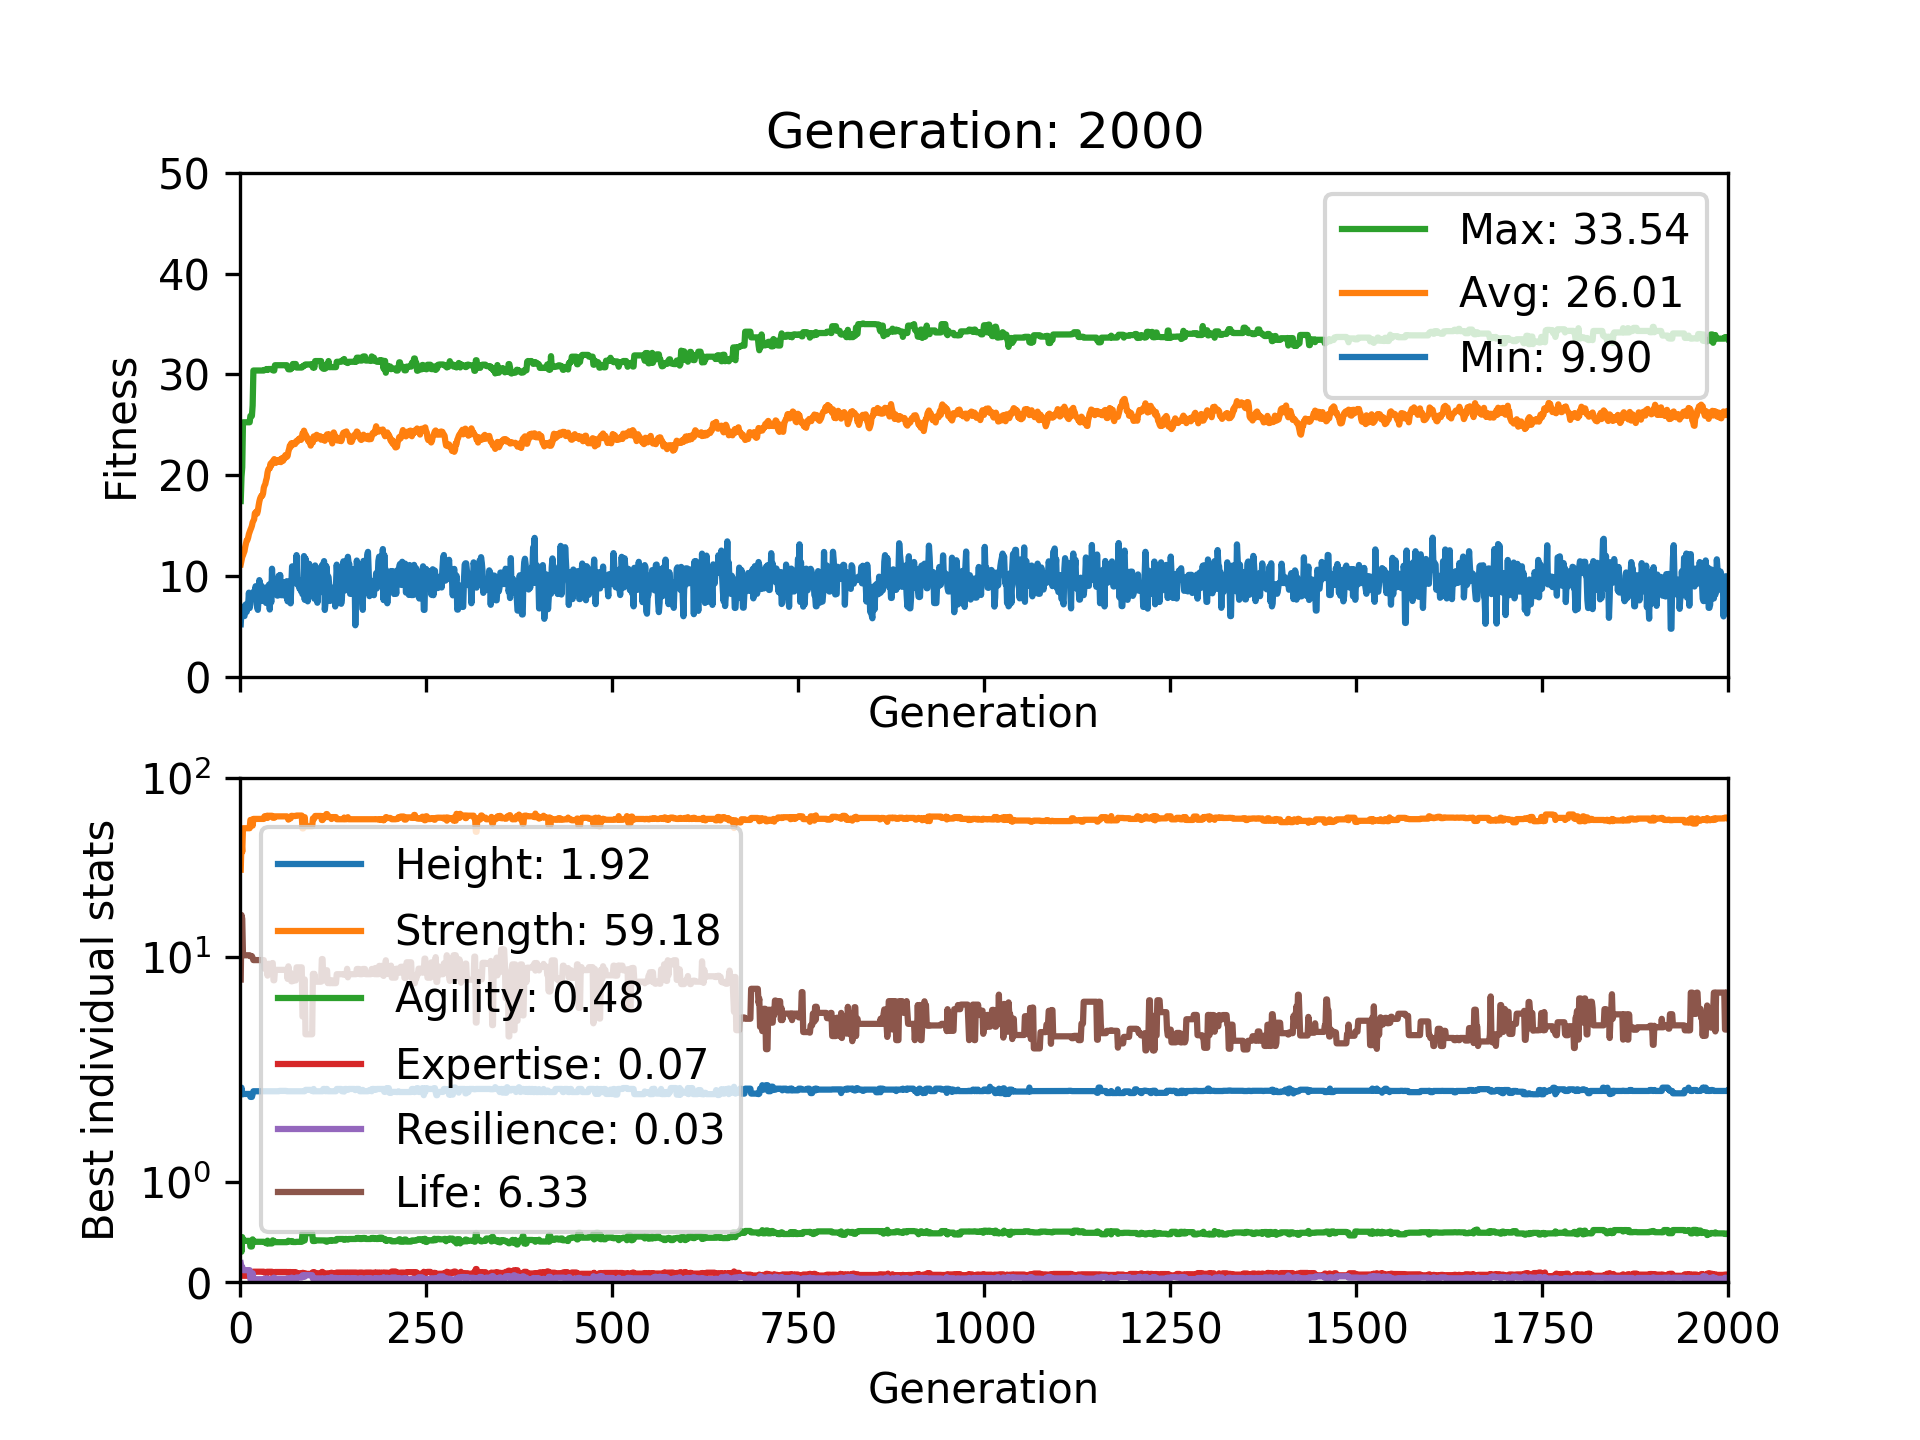 Generation: 2000
50
40
30
20
10
0
Fitness
Max: 33.54
Avg: 26.01
Min: 9.90
Generation
10²
10¹
10⁰
0
Best individual stats
Height: 1.92
Strength: 59.18
Agility: 0.48
Expertise: 0.07
Resilience: 0.03
Life: 6.33
0 250 500 750 1000 1250 1500 1750 2000
Generation